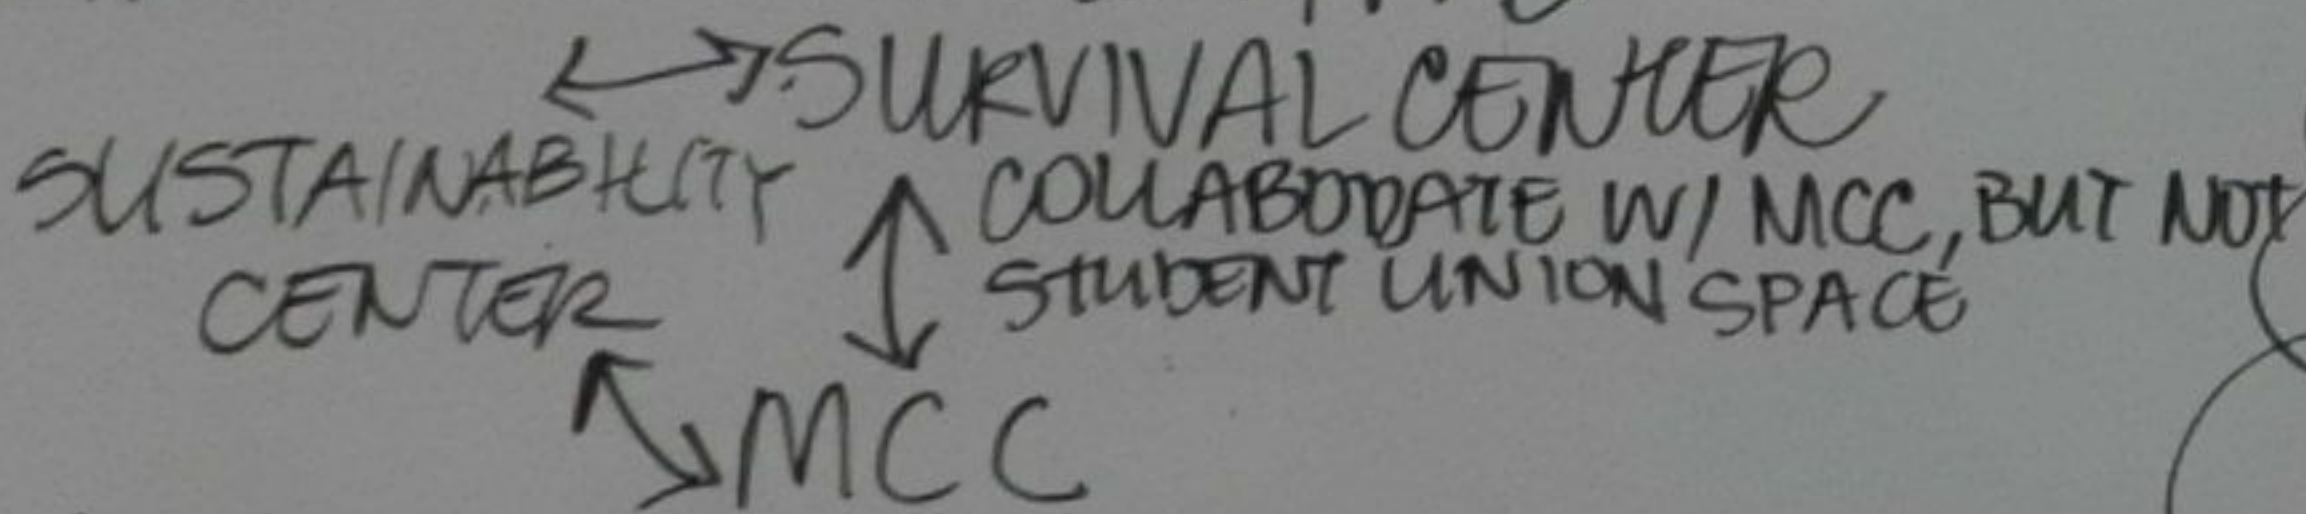 SURVIVAL CENTER
SUSTAINABILITY
CENTER
COLLABORATE W/ MCC, BUT NOT
STUDENT UNION SPACE
MCC